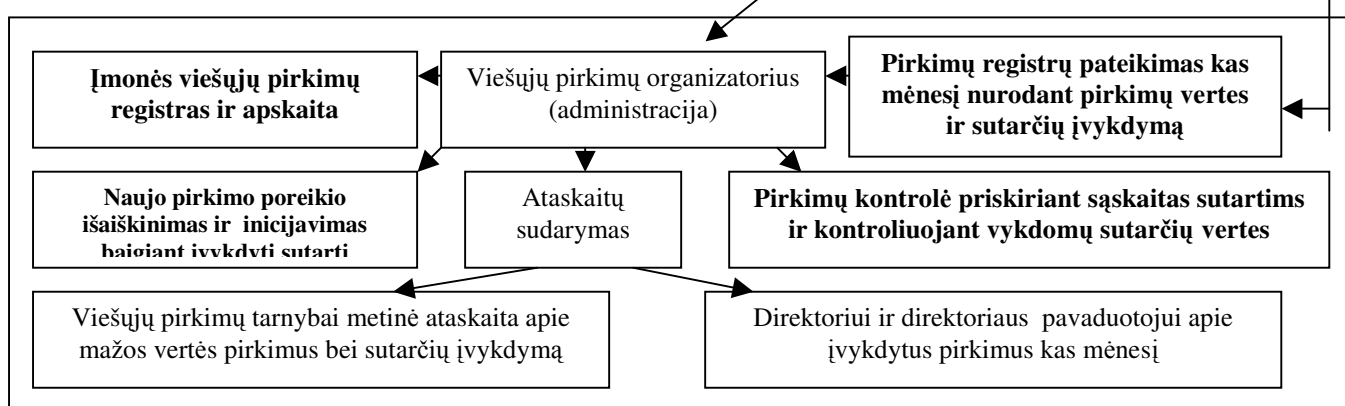 Įmonės viešųjų pirkimų
registras ir apskaita
Viešųjų pirkimų organizatorius
(administracija)
Pirkimų registrų pateikimas kas
mėnesį nurodant pirkimų vertes
ir sutarčių įvykdymą
Naujo pirkimo poreikio
išaiškinimas ir inicijavimas
baigiant įvykdyti sutartį
Ataskaitų
sudarymas
Pirkimų kontrolė priskiriant sąskaitas sutartims
ir kontroliuojant vykdomų sutarčių vertes
Viešųjų pirkimų tarnybai metinė ataskaita apie
mažos vertės pirkimus bei sutarčių įvykdymą
Direktoriui ir direktoriaus pavaduotojui apie
įvykdytus pirkimus kas mėnesį